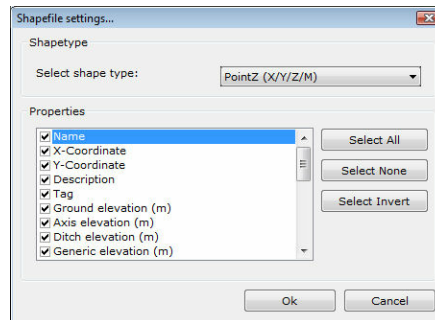 Shapefile settings...
Shapetype
Select shape type:
PointZ (X/Y/Z/M)
Properties
Name
X-Coordinate
Y-Coordinate
Description
Tag
Ground elevation (m)
Axis elevation (m)
Ditch elevation (m)
Generic elevation (m)
Select All
Select None
Select Invert
Ok
Cancel